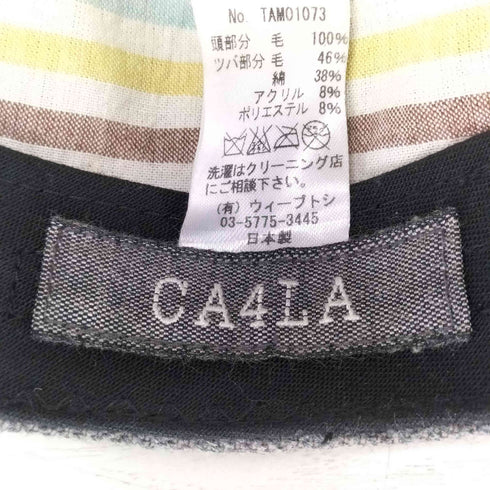 No. TAM01073
頭部分 毛 100%
ツバ部分 毛 46%
綿 38%
アクリル 8%
ポリエステル 8%
洗濯はクリーニング店
にご相談下さい。
(有) ウィーブトシ
03-5775-3445
日本製
CA4LA